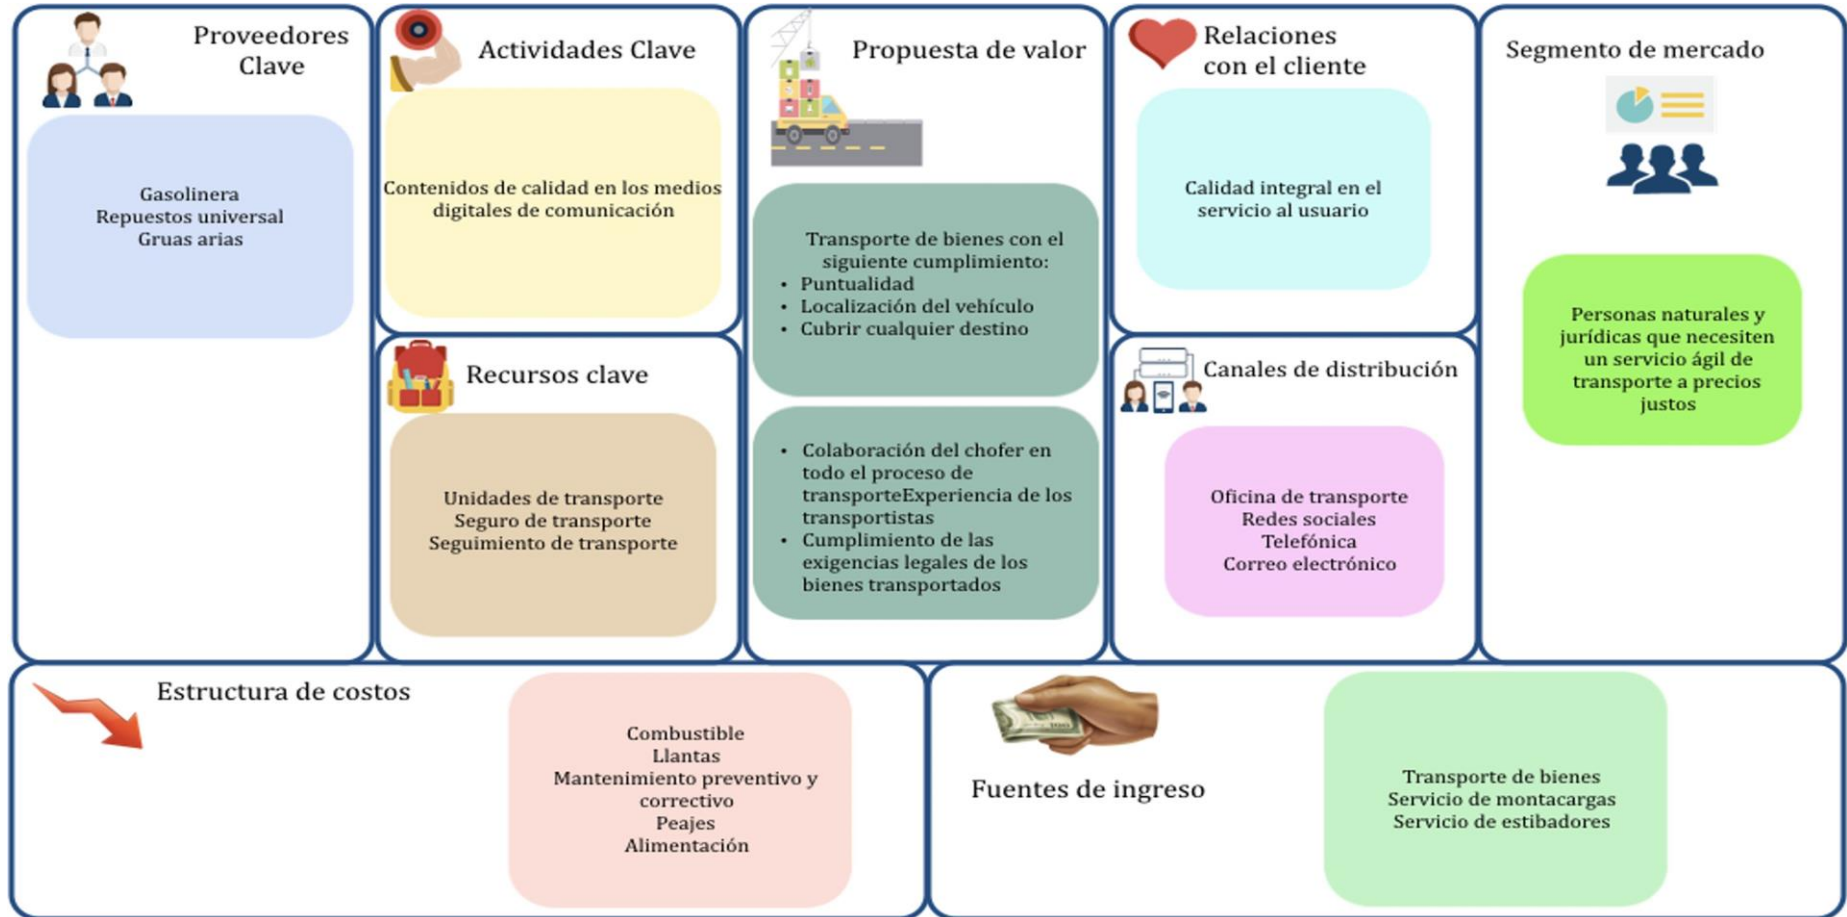 Proveedores
Clave
Gasolinera
Repuestos universal
Gruas arias
Actividades Clave
Contenidos de calidad en los medios
digitales de comunicación
Recursos clave
Unidades de transporte
Seguro de transporte
Seguimiento de transporte
Propuesta de valor
Transporte de bienes con el
siguiente cumplimiento:
• Puntualidad
• Localización del vehículo
• Cubrir cualquier destino
• Colaboración del chofer en
todo el proceso de
transporteExperiencia de los
transportistas
• Cumplimiento de las
exigencias legales de los
bienes transportados
Relaciones
con el cliente
Calidad integral en el
servicio al usuario
Canales de distribución
Oficina de transporte
Redes sociales
Telefónica
Correo electrónico
Segmento de mercado
Personas naturales y
jurídicas que necesiten
un servicio ágil de
transporte a precios
justos
Estructura de costos
Combustible
Llantas
Mantenimiento preventivo y
correctivo
Peajes
Alimentación
Fuentes de ingreso
Transporte de bienes
Servicio de montacargas
Servicio de estibadores